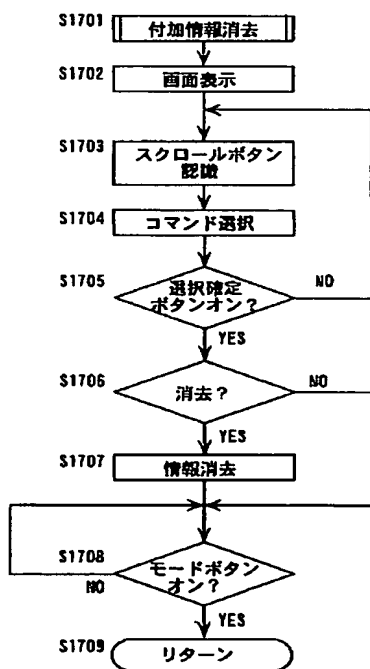 S1701 付加情報消去
S1702 画面表示
S1703 スクロールボタン
認識
S1704 コマンド選択
S1705 選択確定
ボタンオン？
NO
YES
S1706 消去？
NO
YES
S1707 情報消去
S1708 モードボタン
オン？
NO
YES
S1709 リターン